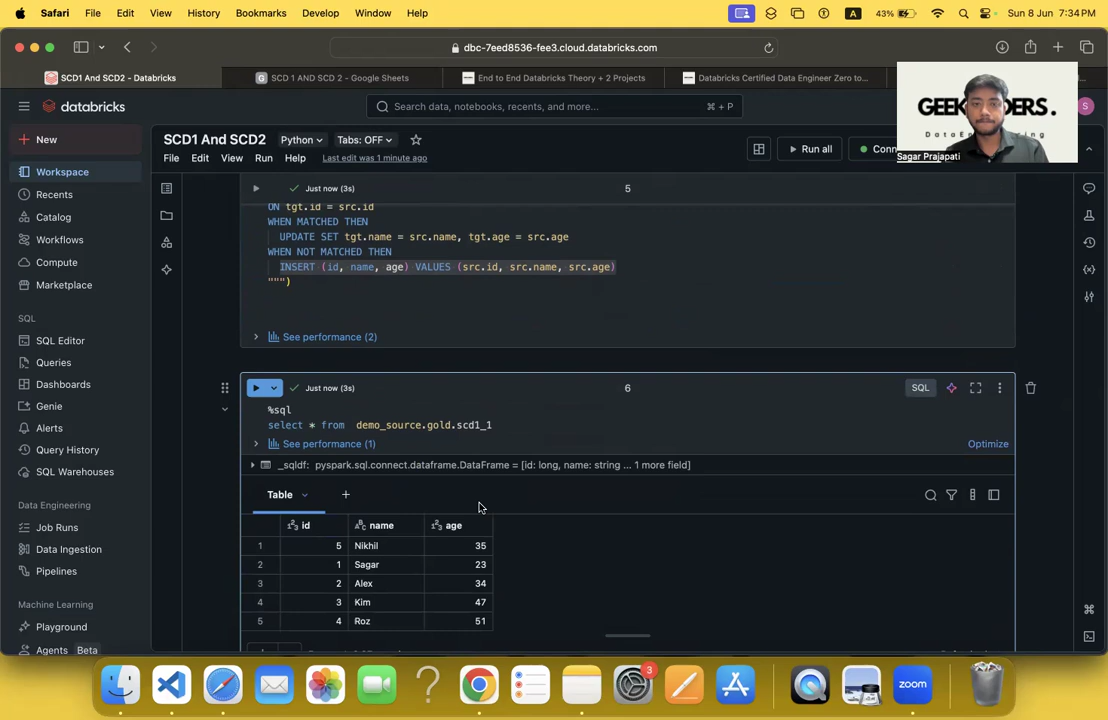 Safari File Edit View History Bookmarks Develop Window Help
A 43% Sun 8 Jun 7:34 PM
dbc-7eed8536-fee3.cloud.databricks.com
SCD1 And SCD2 - Databricks
G SCD 1 AND SCD 2 - Google Sheets
End to End Databricks Theory + 2 Projects
Databricks Certified Data Engineer Zero to...
databricks
Search data, notebooks, recents, and more...
⌘ + P
S
Sagar Prajapati
New
Workspace
Recents
Catalog
Workflows
Compute
Marketplace
SQL
SQL Editor
Queries
Dashboards
Genie
Alerts
Query History
SQL Warehouses
Data Engineering
Job Runs
Data Ingestion
Pipelines
Machine Learning
Playground
Agents Beta
SCD1 And SCD2 Python Tabs: OFF
File Edit View Run Help Last edit was 1 minute ago
Run all
Just now (3s) 5
ON tgt.id = src.id
WHEN MATCHED THEN
UPDATE SET tgt.name = src.name, tgt.age = src.age
WHEN NOT MATCHED THEN
INSERT (id, name, age) VALUES (src.id, src.name, src.age)
""")
See performance (2)
Just now (3s) 6 SQL
%sql
select * from demo_source.gold.scd1_1
See performance (1) Optimize
_sqldf: pyspark.sql.connect.dataframe.DataFrame = [id: long, name: string ... 1 more field]
Table +
id name age
1 5 Nikhil 35
2 1 Sagar 23
3 2 Alex 34
4 3 Kim 47
5 4 Roz 51
3
zoom